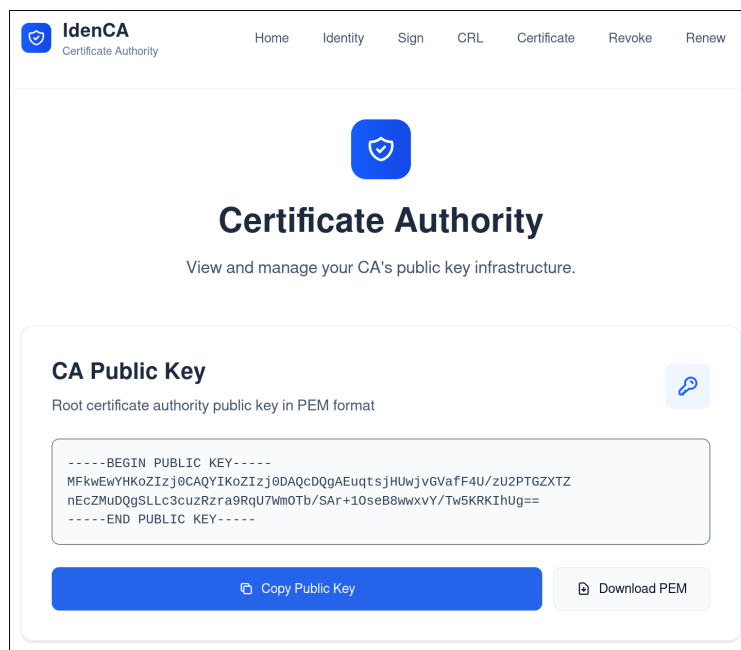 IdenCA
Certificate Authority
Home Identity Sign CRL Certificate Revoke Renew
Certificate Authority
View and manage your CA's public key infrastructure.
CA Public Key
Root certificate authority public key in PEM format
-----BEGIN PUBLIC KEY-----
MFkwEwYHKoZIzj0CAQYIKoZIzj0DAQcDQgAEuqtsjHUwjvGVafF4U/zU2PTGZXTZ
nEcZMuDQgSLLc3cuzRzra9RqU7WmOTb/SAr+1OseB8wwxvY/Tw5KRKIhUg==
-----END PUBLIC KEY-----
Copy Public Key
Download PEM